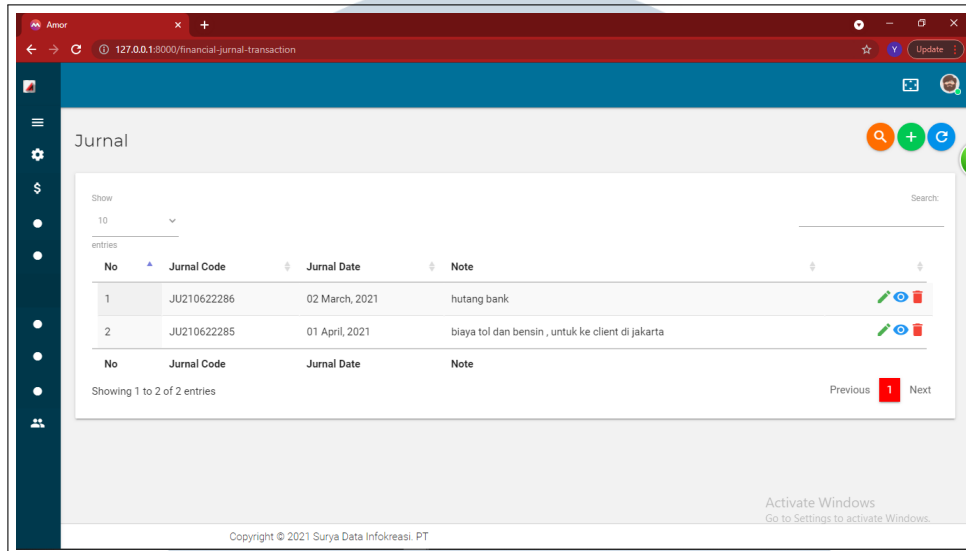 Amor
127.0.0.1:8000/financial-jurnal-transaction
Y Update
Jurnal
Show
10
entries
Search:
No Jurnal Code Jurnal Date Note
1 JU210622286 02 March, 2021 hutang bank
2 JU210622285 01 April, 2021 biaya tol dan bensin , untuk ke client di jakarta
No Jurnal Code Jurnal Date Note
Showing 1 to 2 of 2 entries
Previous 1 Next
Activate Windows
Go to Settings to activate Windows.
Copyright © 2021 Surya Data Infokreasi. PT